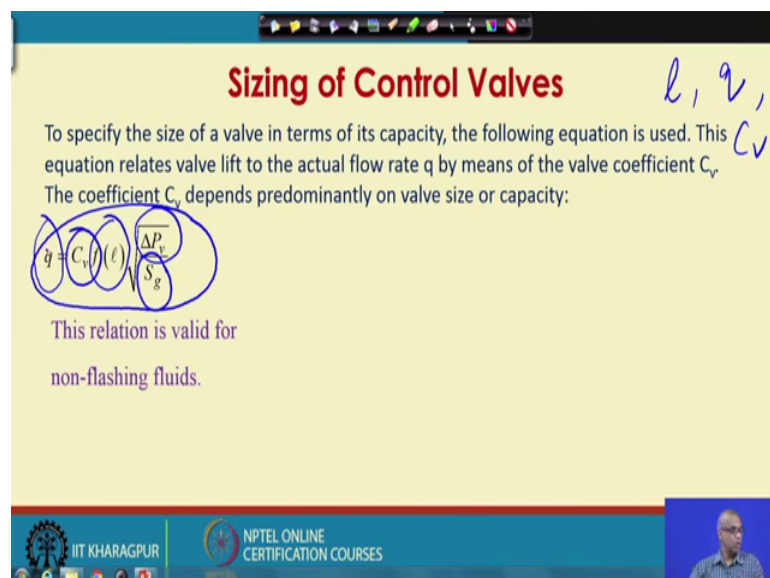 Sizing of Control Valves
l, q,
Cv
To specify the size of a valve in terms of its capacity, the following equation is used. This
equation relates valve lift to the actual flow rate q by means of the valve coefficient Cv.
The coefficient Cv depends predominantly on valve size or capacity:
q = Cv f(ℓ) √(ΔPv / Sg)
This relation is valid for
non-flashing fluids.
IIT KHARAGPUR
NPTEL ONLINE
CERTIFICATION COURSES